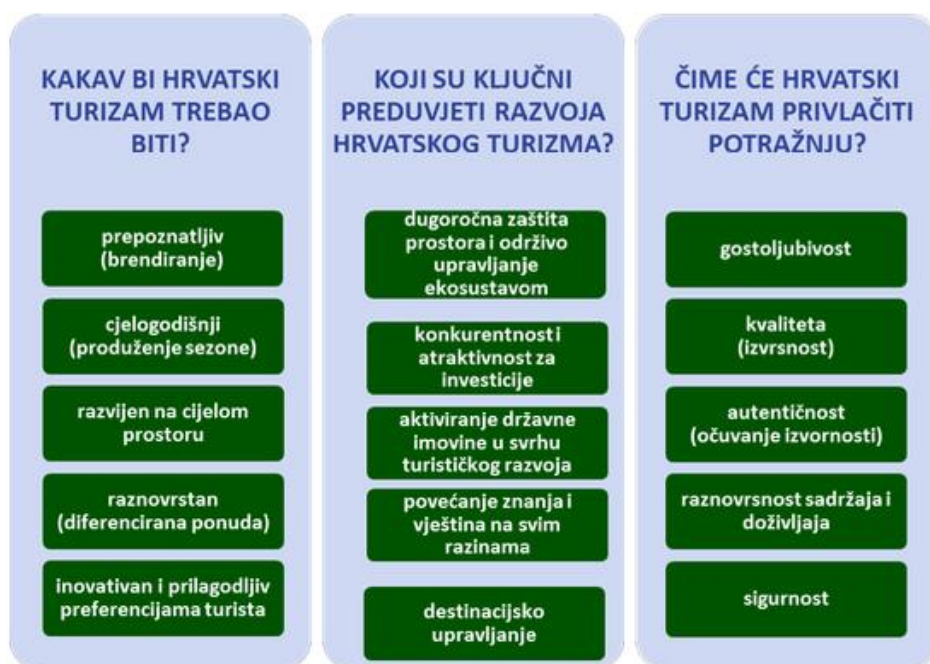 KAKAV BI HRVATSKI
TURIZAM TREBAO
BITI?
prepoznatljiv
(brendiranje)
cjelogodišnji
(produženje sezone)
razvijen na cijelom
prostoru
raznovrstan
(diferencirana ponuda)
inovativan i prilagodljiv
preferencijama turista
KOJI SU KLJUČNI
PREDUVJETI RAZVOJA
HRVATSKOG TURIZMA?
dugoročna zaštita
prostora i održivo
upravljanje
ekosustavom
konkurentnost i
atraktivnost za
investicije
aktiviranje državne
imovine u svrhu
turističkog razvoja
povećanje znanja i
vještina na svim
razinama
destinacijsko
upravljanje
ČIME ĆE HRVATSKI
TURIZAM PRIVLAČITI
POTRAŽNJU?
gostoljubivost
kvaliteta
(izvrsnost)
autentičnost
(očuvanje izvornosti)
raznovrsnost sadržaja i
doživljaja
sigurnost